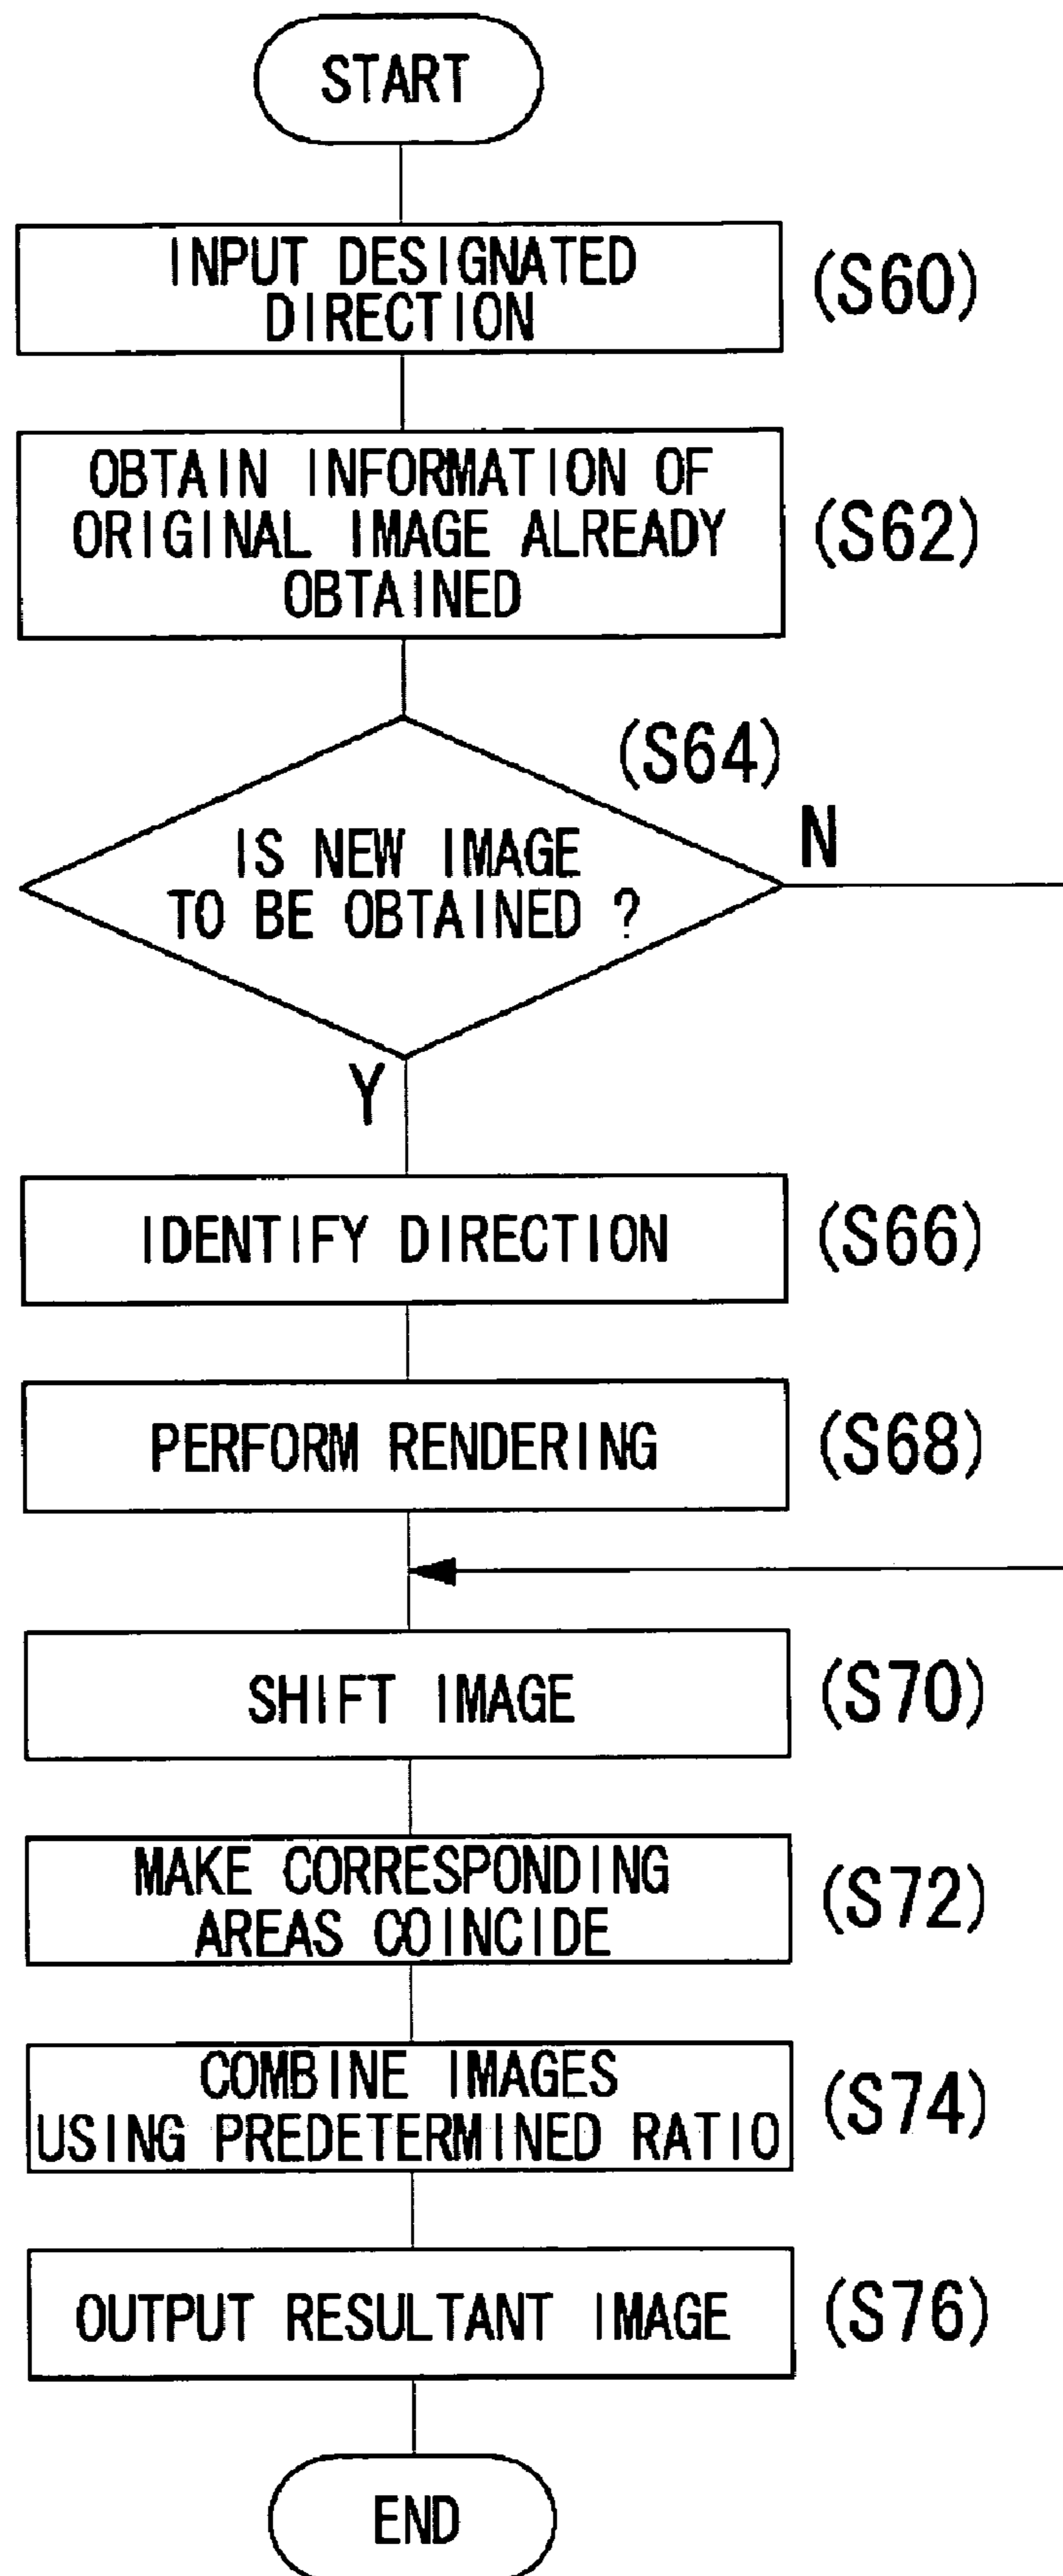 START
INPUT DESIGNATED
DIRECTION
(S60)
OBTAIN INFORMATION OF
ORIGINAL IMAGE ALREADY
OBTAINED
(S62)
(S64)
IS NEW IMAGE
TO BE OBTAINED ?
N
Y
IDENTIFY DIRECTION
(S66)
PERFORM RENDERING
(S68)
SHIFT IMAGE
(S70)
MAKE CORRESPONDING
AREAS COINCIDE
(S72)
COMBINE IMAGES
USING PREDETERMINED RATIO
(S74)
OUTPUT RESULTANT IMAGE
(S76)
END